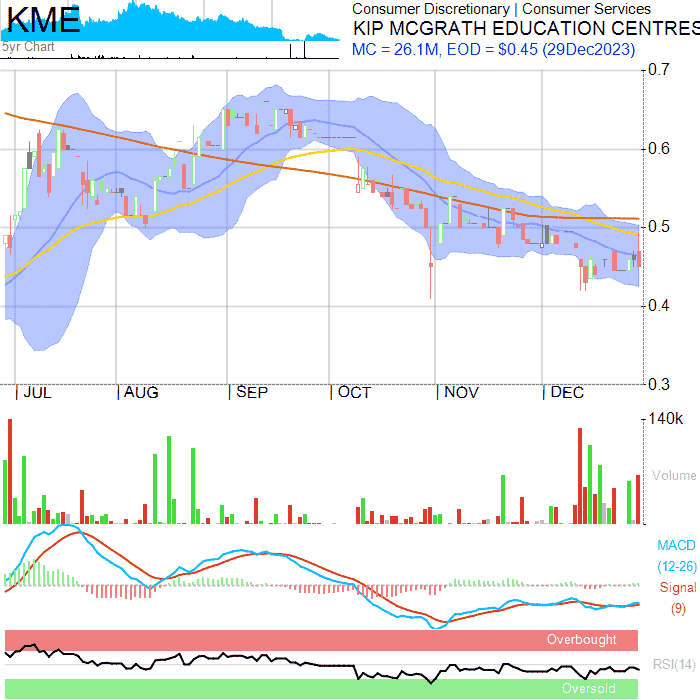 KME
5yr Chart
Consumer Discretionary | Consumer Services
KIP MCGRATH EDUCATION CENTRES
MC = 26.1M, EOD = $0.45 (29Dec2023)
0.7
0.6
0.5
0.4
0.3
JUL AUG SEP OCT NOV DEC
140k
Volume
MACD
(12-26)
Signal
(9)
Overbought
RSI(14)
Oversold